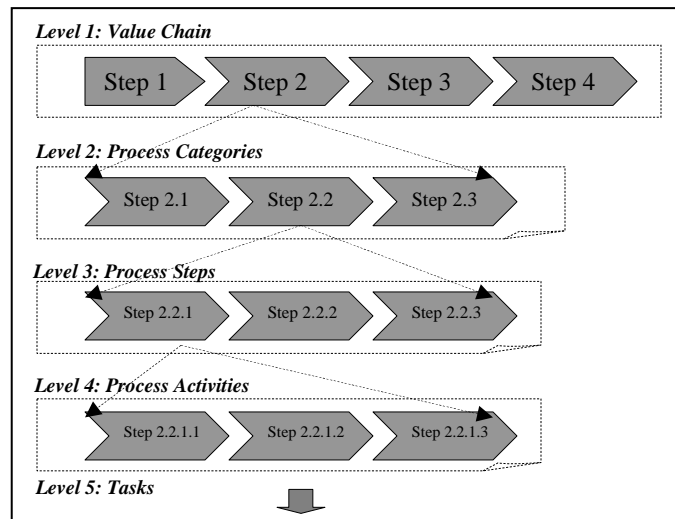 Level 1: Value Chain
Step 1 Step 2 Step 3 Step 4
Level 2: Process Categories
Step 2.1 Step 2.2 Step 2.3
Level 3: Process Steps
Step 2.2.1 Step 2.2.2 Step 2.2.3
Level 4: Process Activities
Step 2.2.1.1 Step 2.2.1.2 Step 2.2.1.3
Level 5: Tasks